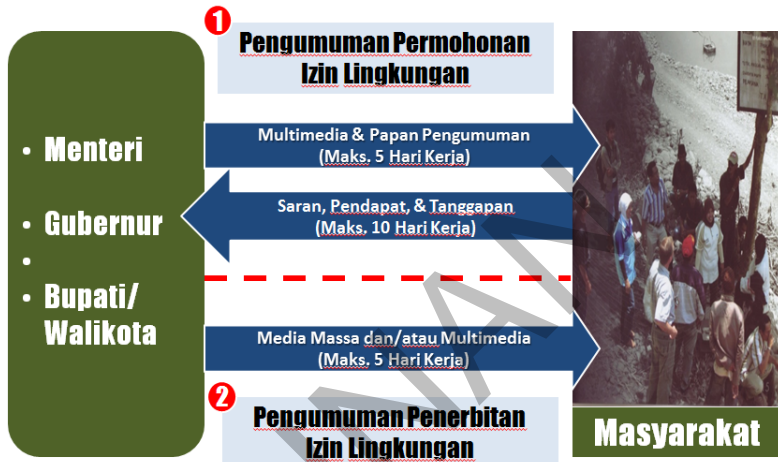 1
Pengumuman Permohonan
Izin Lingkungan
• Menteri
• Gubernur
•
• Bupati/
Walikota
Multimedia & Papan Pengumuman
(Maks. 5 Hari Kerja)
Saran, Pendapat, & Tanggapan
(Maks. 10 Hari Kerja)
Media Massa dan/atau Multimedia
(Maks. 5 Hari Kerja)
2
Pengumuman Penerbitan
Izin Lingkungan
Masyarakat